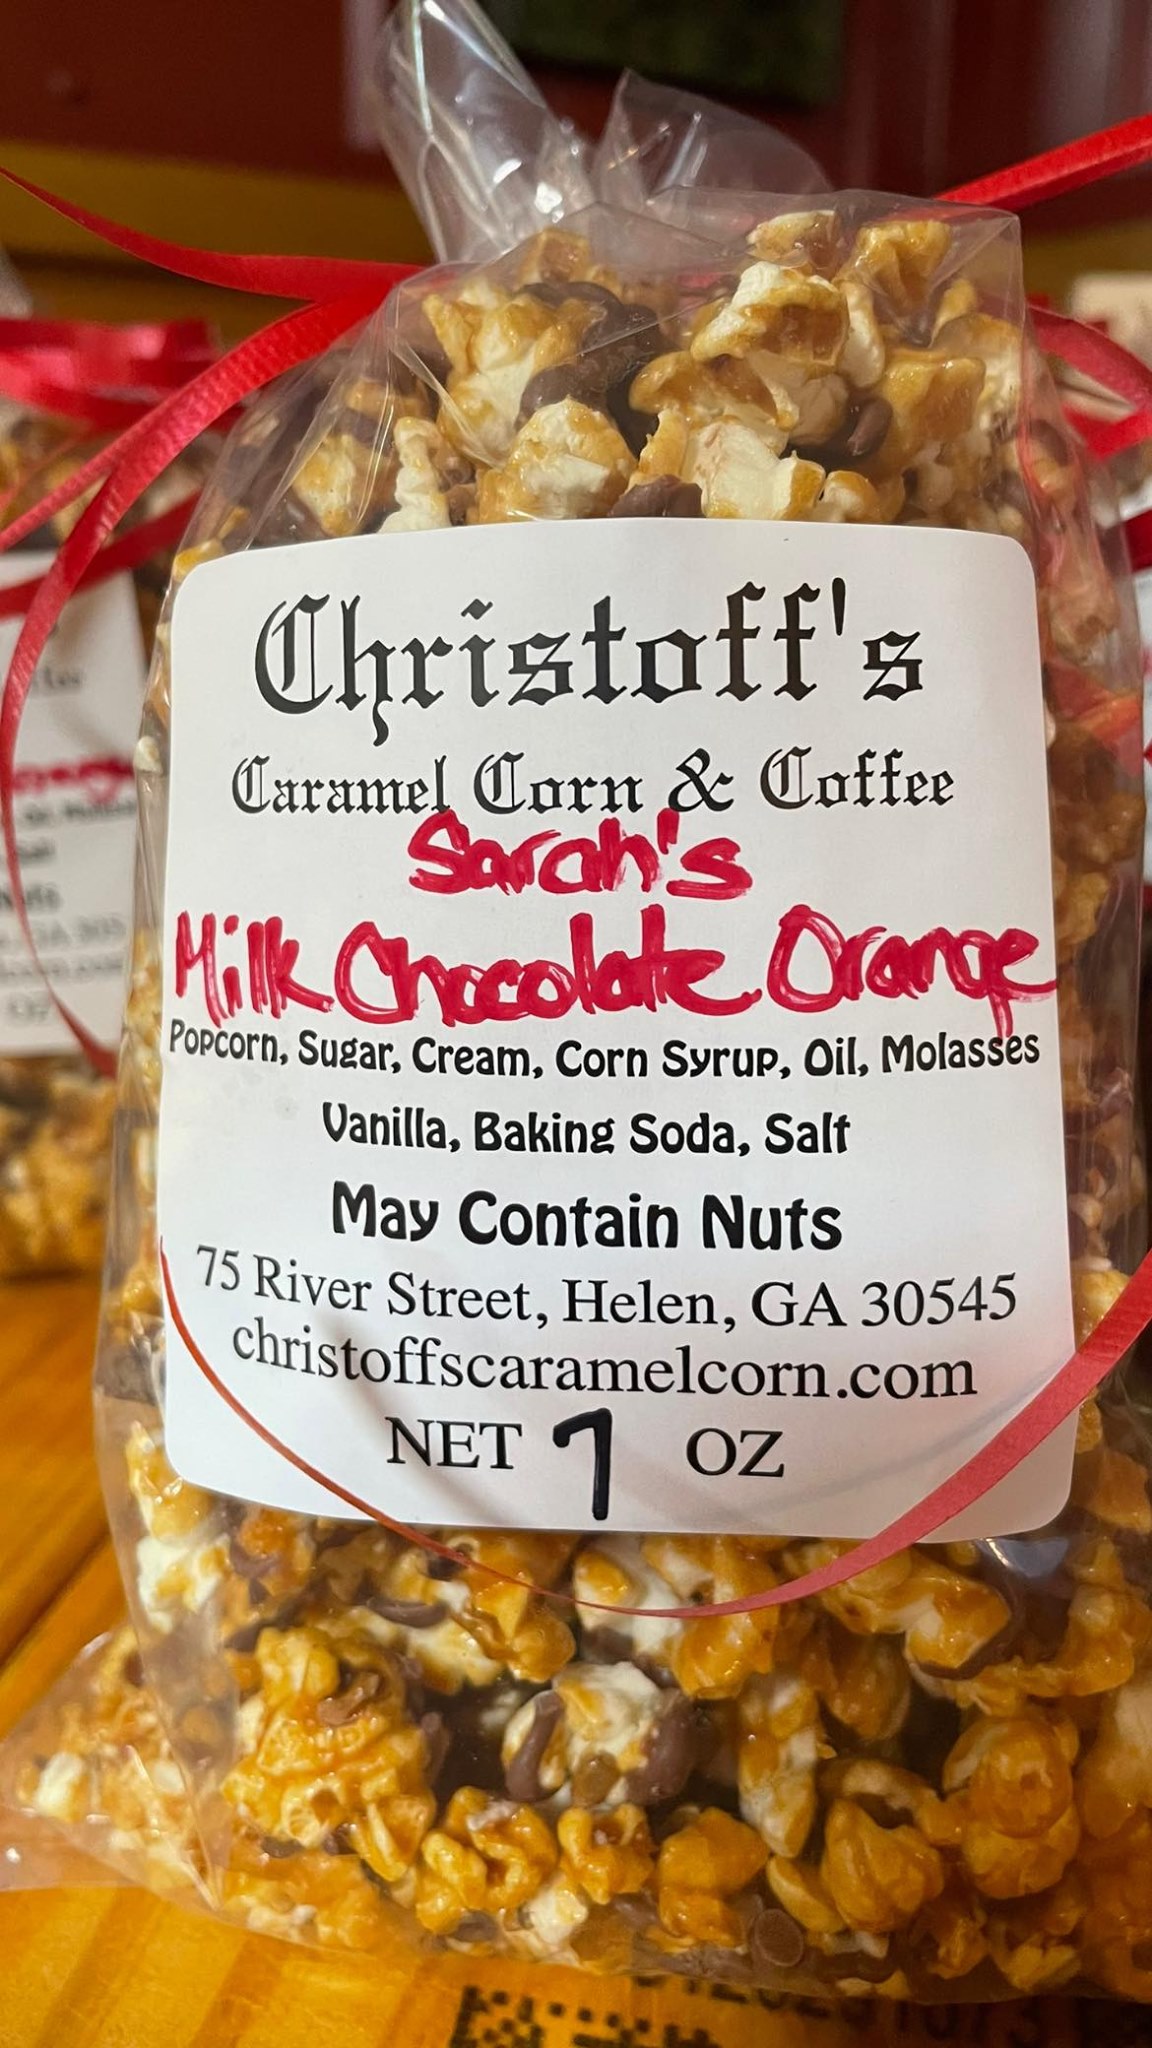 Christoff's
Caramel Corn & Coffee
Sarah's
Milk Chocolate Orange
Popcorn, Sugar, Cream, Corn Syrup, Oil, Molasses
Vanilla, Baking Soda, Salt
May Contain Nuts
75 River Street, Helen, GA 30545
christoffscaramelcorn.com
NET 7 OZ